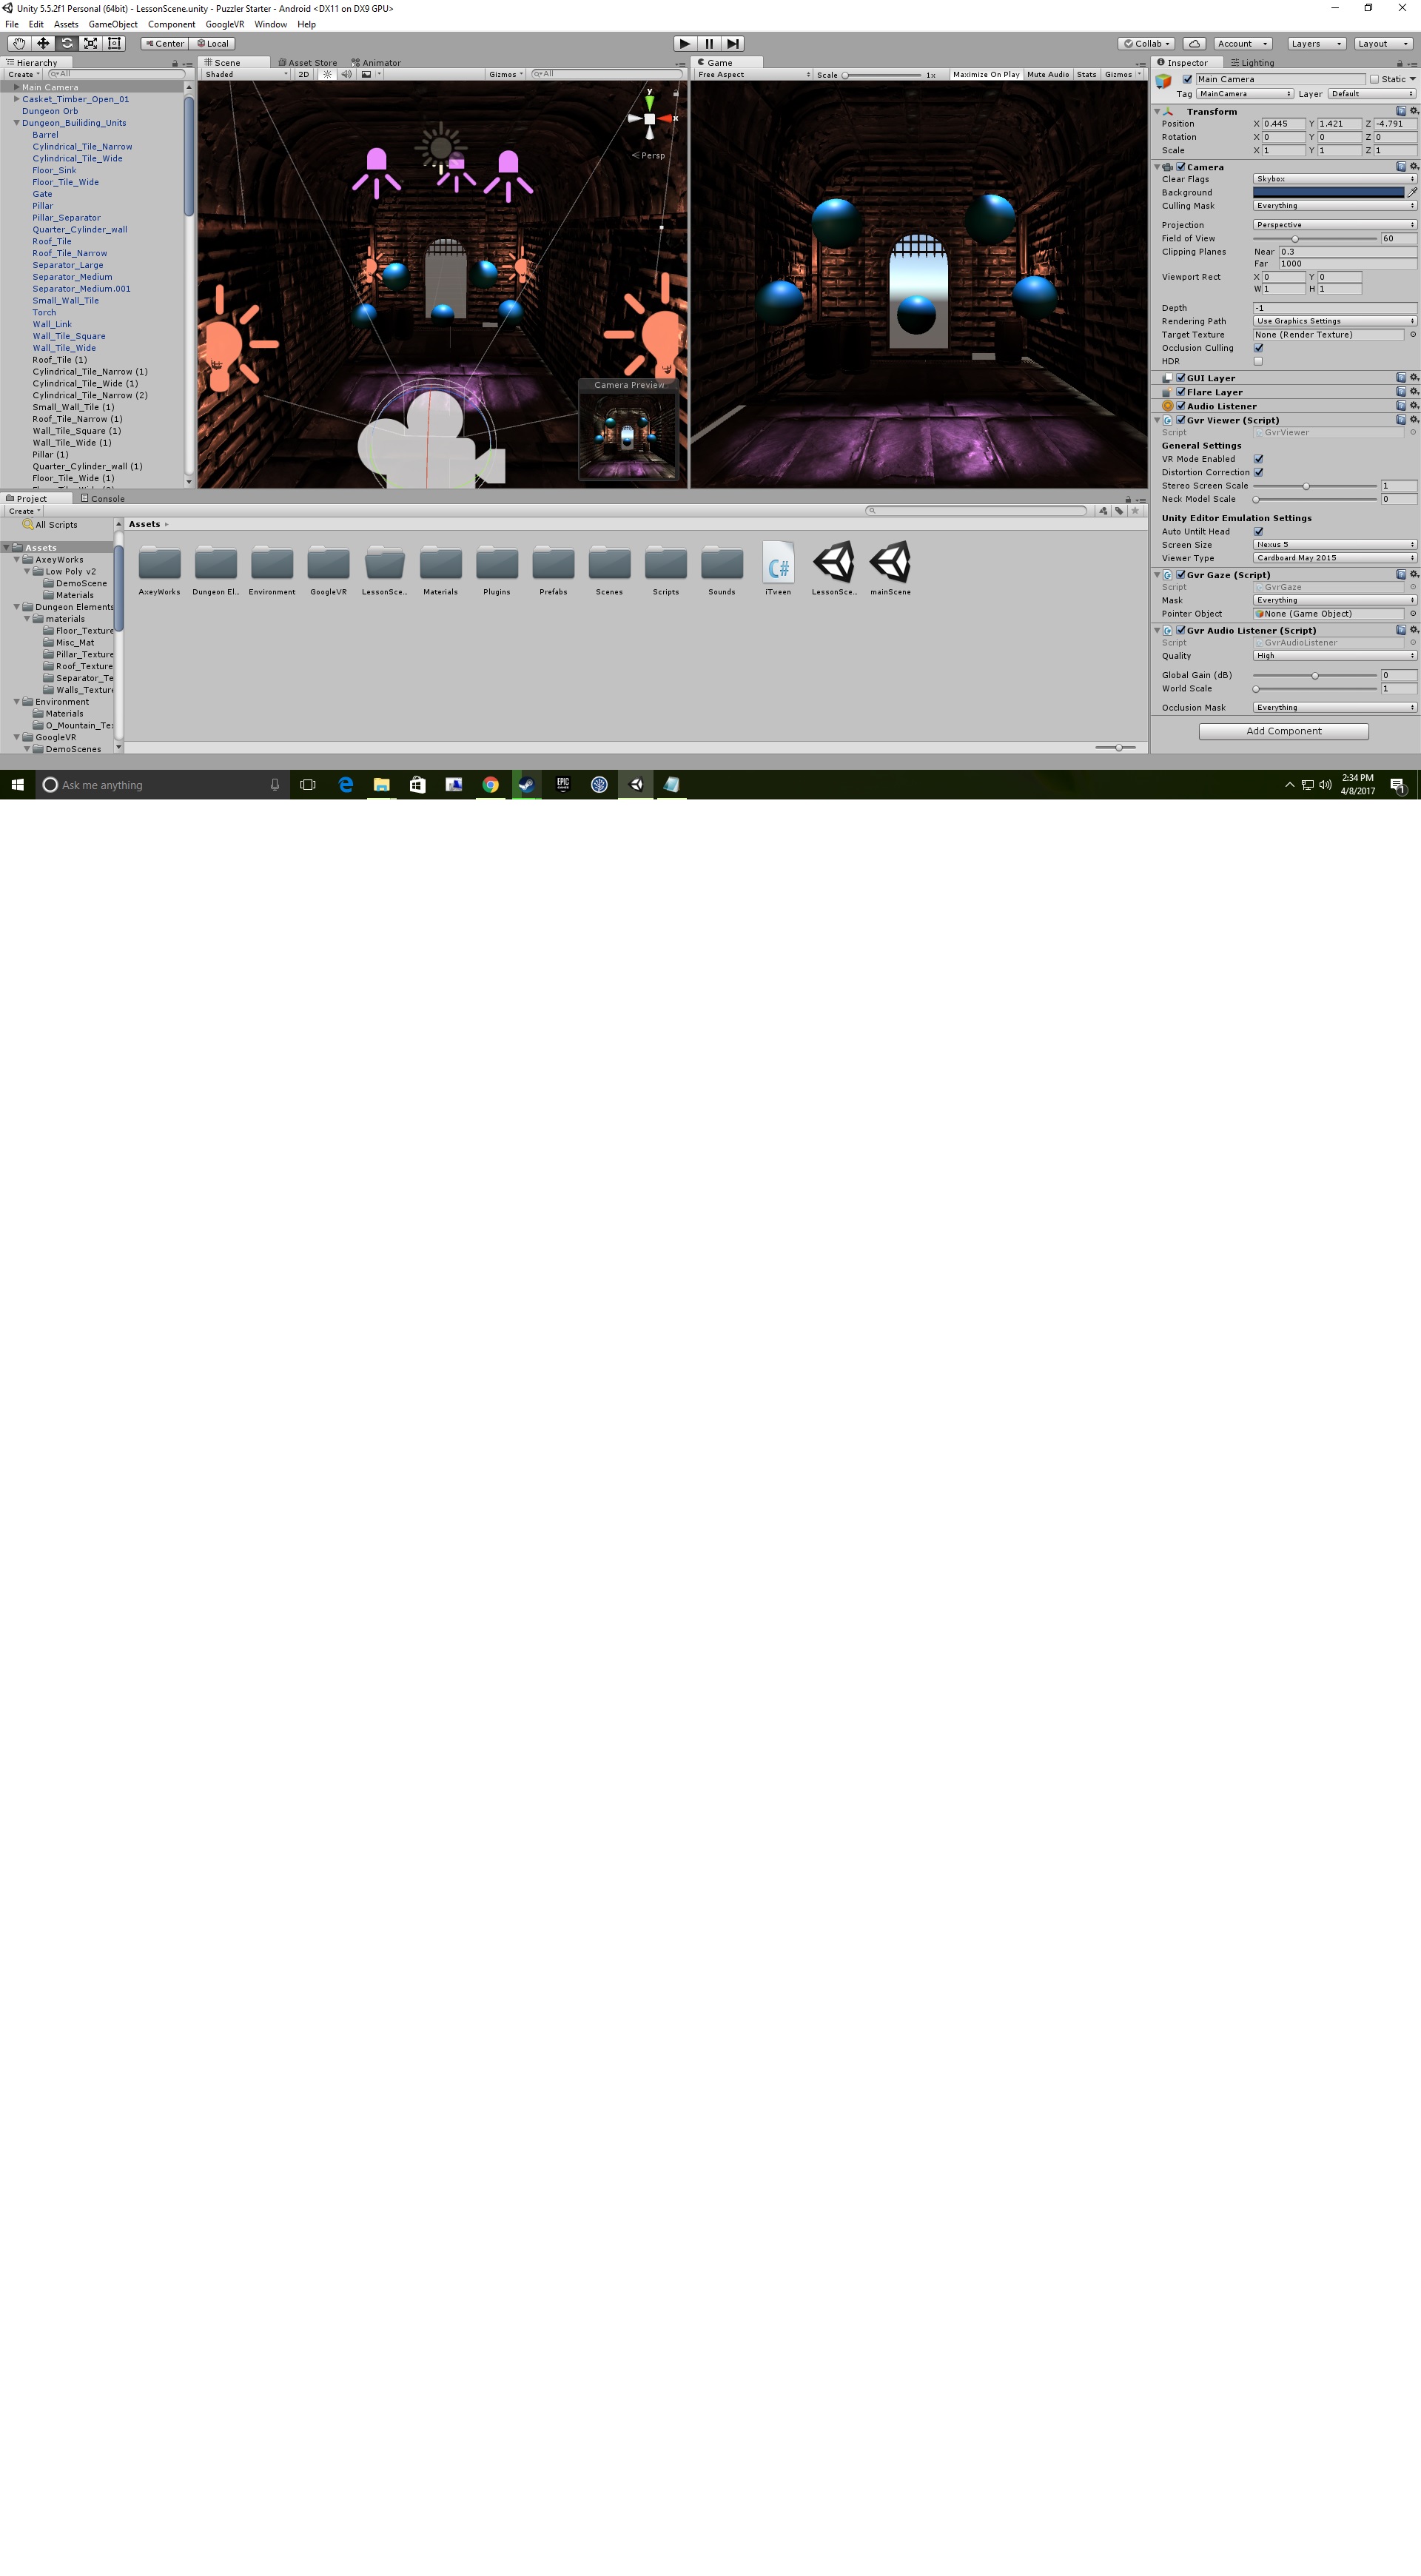 Unity 5.5.2f1 Personal (64bit) - LessonScene.unity - Puzzler Starter - Android <DX11 on DX9 GPU>
File Edit Assets GameObject Component GoogleVR Window Help
Center Local Collab Account Layers Layout
Hierarchy
Create All
Main Camera
Casket_Timber_Open_01
Dungeon Orb
Dungeon_Builiding_Units
Barrel
Cylindrical_Tile_Narrow
Cylindrical_Tile_Wide
Floor_Sink
Floor_Tile_Wide
Gate
Pillar
Pillar_Separator
Quarter_Cylinder_wall
Roof_Tile
Roof_Tile_Narrow
Separator_Large
Separator_Medium
Separator_Medium.001
Small_Wall_Tile
Torch
Wall_Link
Wall_Tile_Square
Wall_Tile_Wide
Roof_Tile (1)
Cylindrical_Tile_Narrow (1)
Cylindrical_Tile_Wide (1)
Cylindrical_Tile_Narrow (2)
Small_Wall_Tile (1)
Roof_Tile_Narrow (1)
Wall_Tile_Square (1)
Wall_Tile_Wide (1)
Pillar (1)
Quarter_Cylinder_wall (1)
Floor_Tile_Wide (1)
Scene Asset Store Animator
Shaded 2D Gizmos All
y
x
Persp
Camera Preview
Game
Free Aspect Scale 1x Maximize On Play Mute Audio Stats Gizmos
Inspector Lighting
Main Camera Static
Tag MainCamera Layer Default
Transform
Position X 0.445 Y 1.421 Z -4.791
Rotation X 0 Y 0 Z 0
Scale X 1 Y 1 Z 1
Camera
Clear Flags Skybox
Background
Culling Mask Everything
Projection Perspective
Field of View 60
Clipping Planes Near 0.3
Far 1000
Viewport Rect X 0 Y 0
W 1 H 1
Depth -1
Rendering Path Use Graphics Settings
Target Texture None (Render Texture)
Occlusion Culling
HDR
GUI Layer
Flare Layer
Audio Listener
Gvr Viewer (Script)
Script GvrViewer
General Settings
VR Mode Enabled
Distortion Correction
Stereo Screen Scale 1
Neck Model Scale 0
Unity Editor Emulation Settings
Auto Untilt Head
Screen Size Nexus 5
Viewer Type Cardboard May 2015
Gvr Gaze (Script)
Script GvrGaze
Mask Everything
Pointer Object None (Game Object)
Gvr Audio Listener (Script)
Script GvrAudioListener
Quality High
Global Gain (dB) 0
World Scale 1
Occlusion Mask Everything
Add Component
Project Console
Create
All Scripts
Assets
AxeyWorks
Low Poly v2
DemoScene
Materials
Dungeon Elements
materials
Floor_Texture
Misc_Mat
Pillar_Texture
Roof_Texture
Separator_Te
Walls_Texture
Environment
Materials
O_Mountain_Te
GoogleVR
DemoScenes
Assets
AxeyWorks Dungeon El... Environment GoogleVR LessonSce... Materials Plugins Prefabs Scenes Scripts Sounds iTween LessonSce... mainScene
C#
Ask me anything
EPIC GAMES
2:34 PM
4/8/2017
1